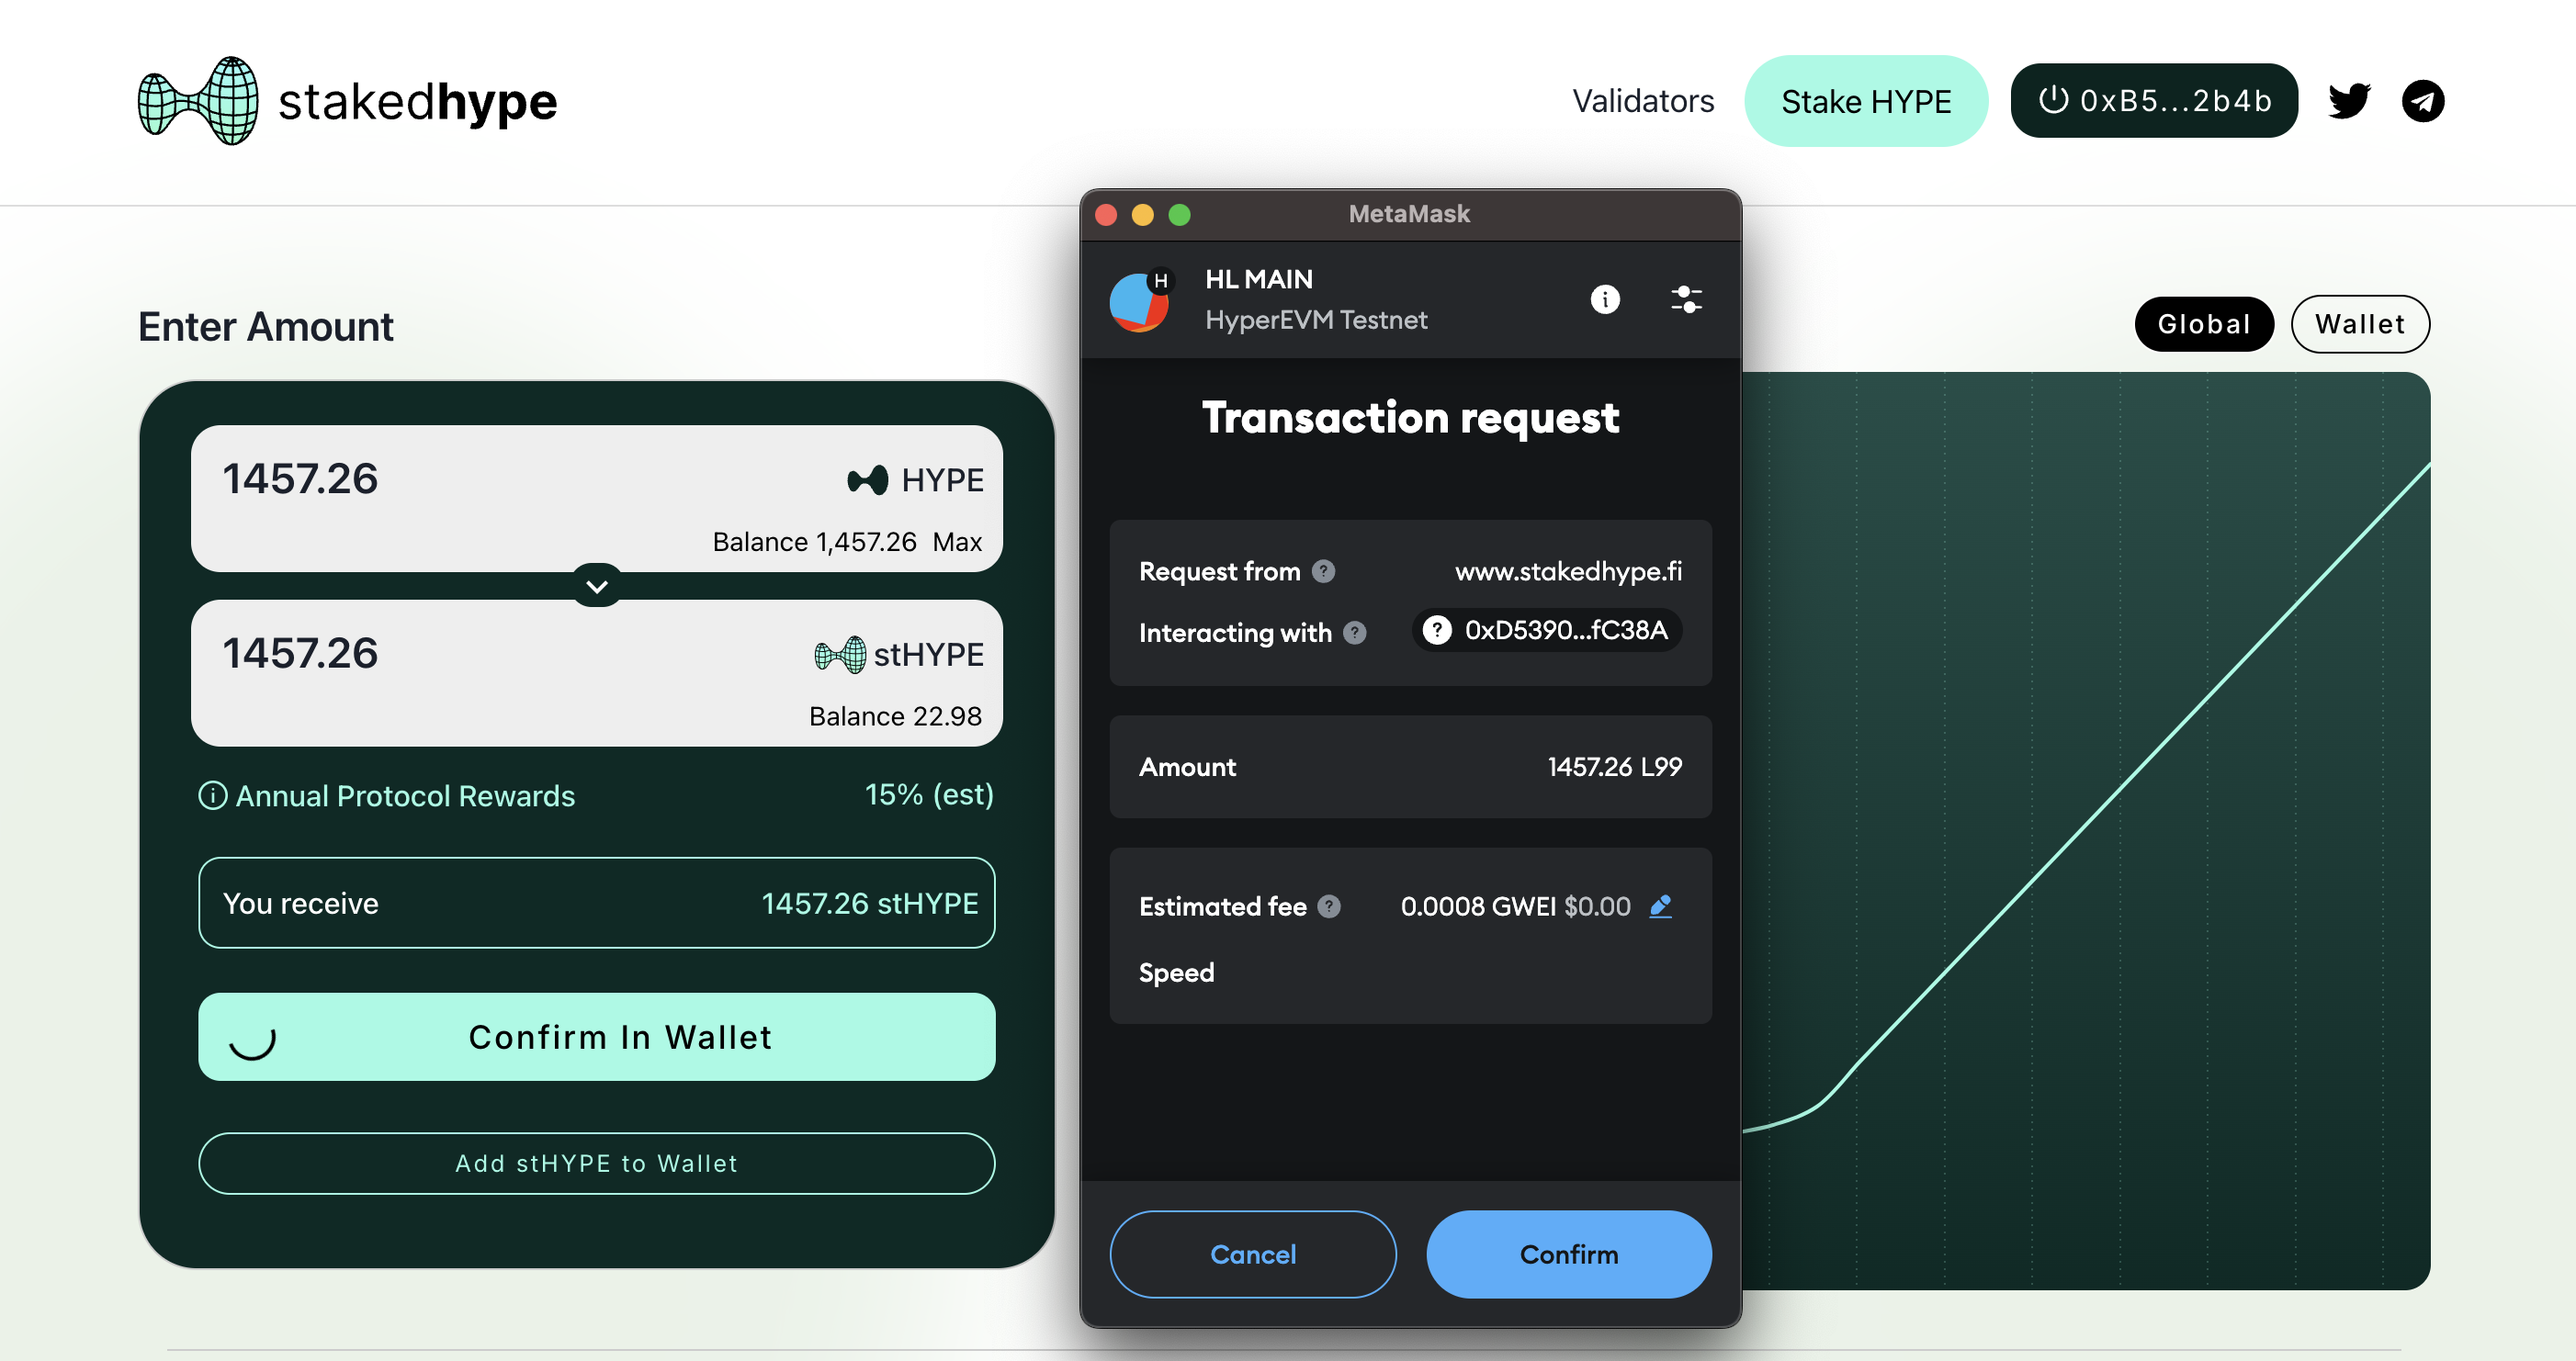 stakedhype
Validators
Stake HYPE
0xB5...2b4b
Enter Amount
1457.26
HYPE
Balance 1,457.26 Max
1457.26
stHYPE
Balance 22.98
Annual Protocol Rewards 15% (est)
You receive 1457.26 stHYPE
Confirm In Wallet
Add stHYPE to Wallet
MetaMask
H
HL MAIN
HyperEVM Testnet
Transaction request
Request from ? www.stakedhype.fi
Interacting with ? ? 0xD5390...fC38A
Amount 1457.26 L99
Estimated fee ? 0.0008 GWEI $0.00
Speed
Cancel
Confirm
Global
Wallet